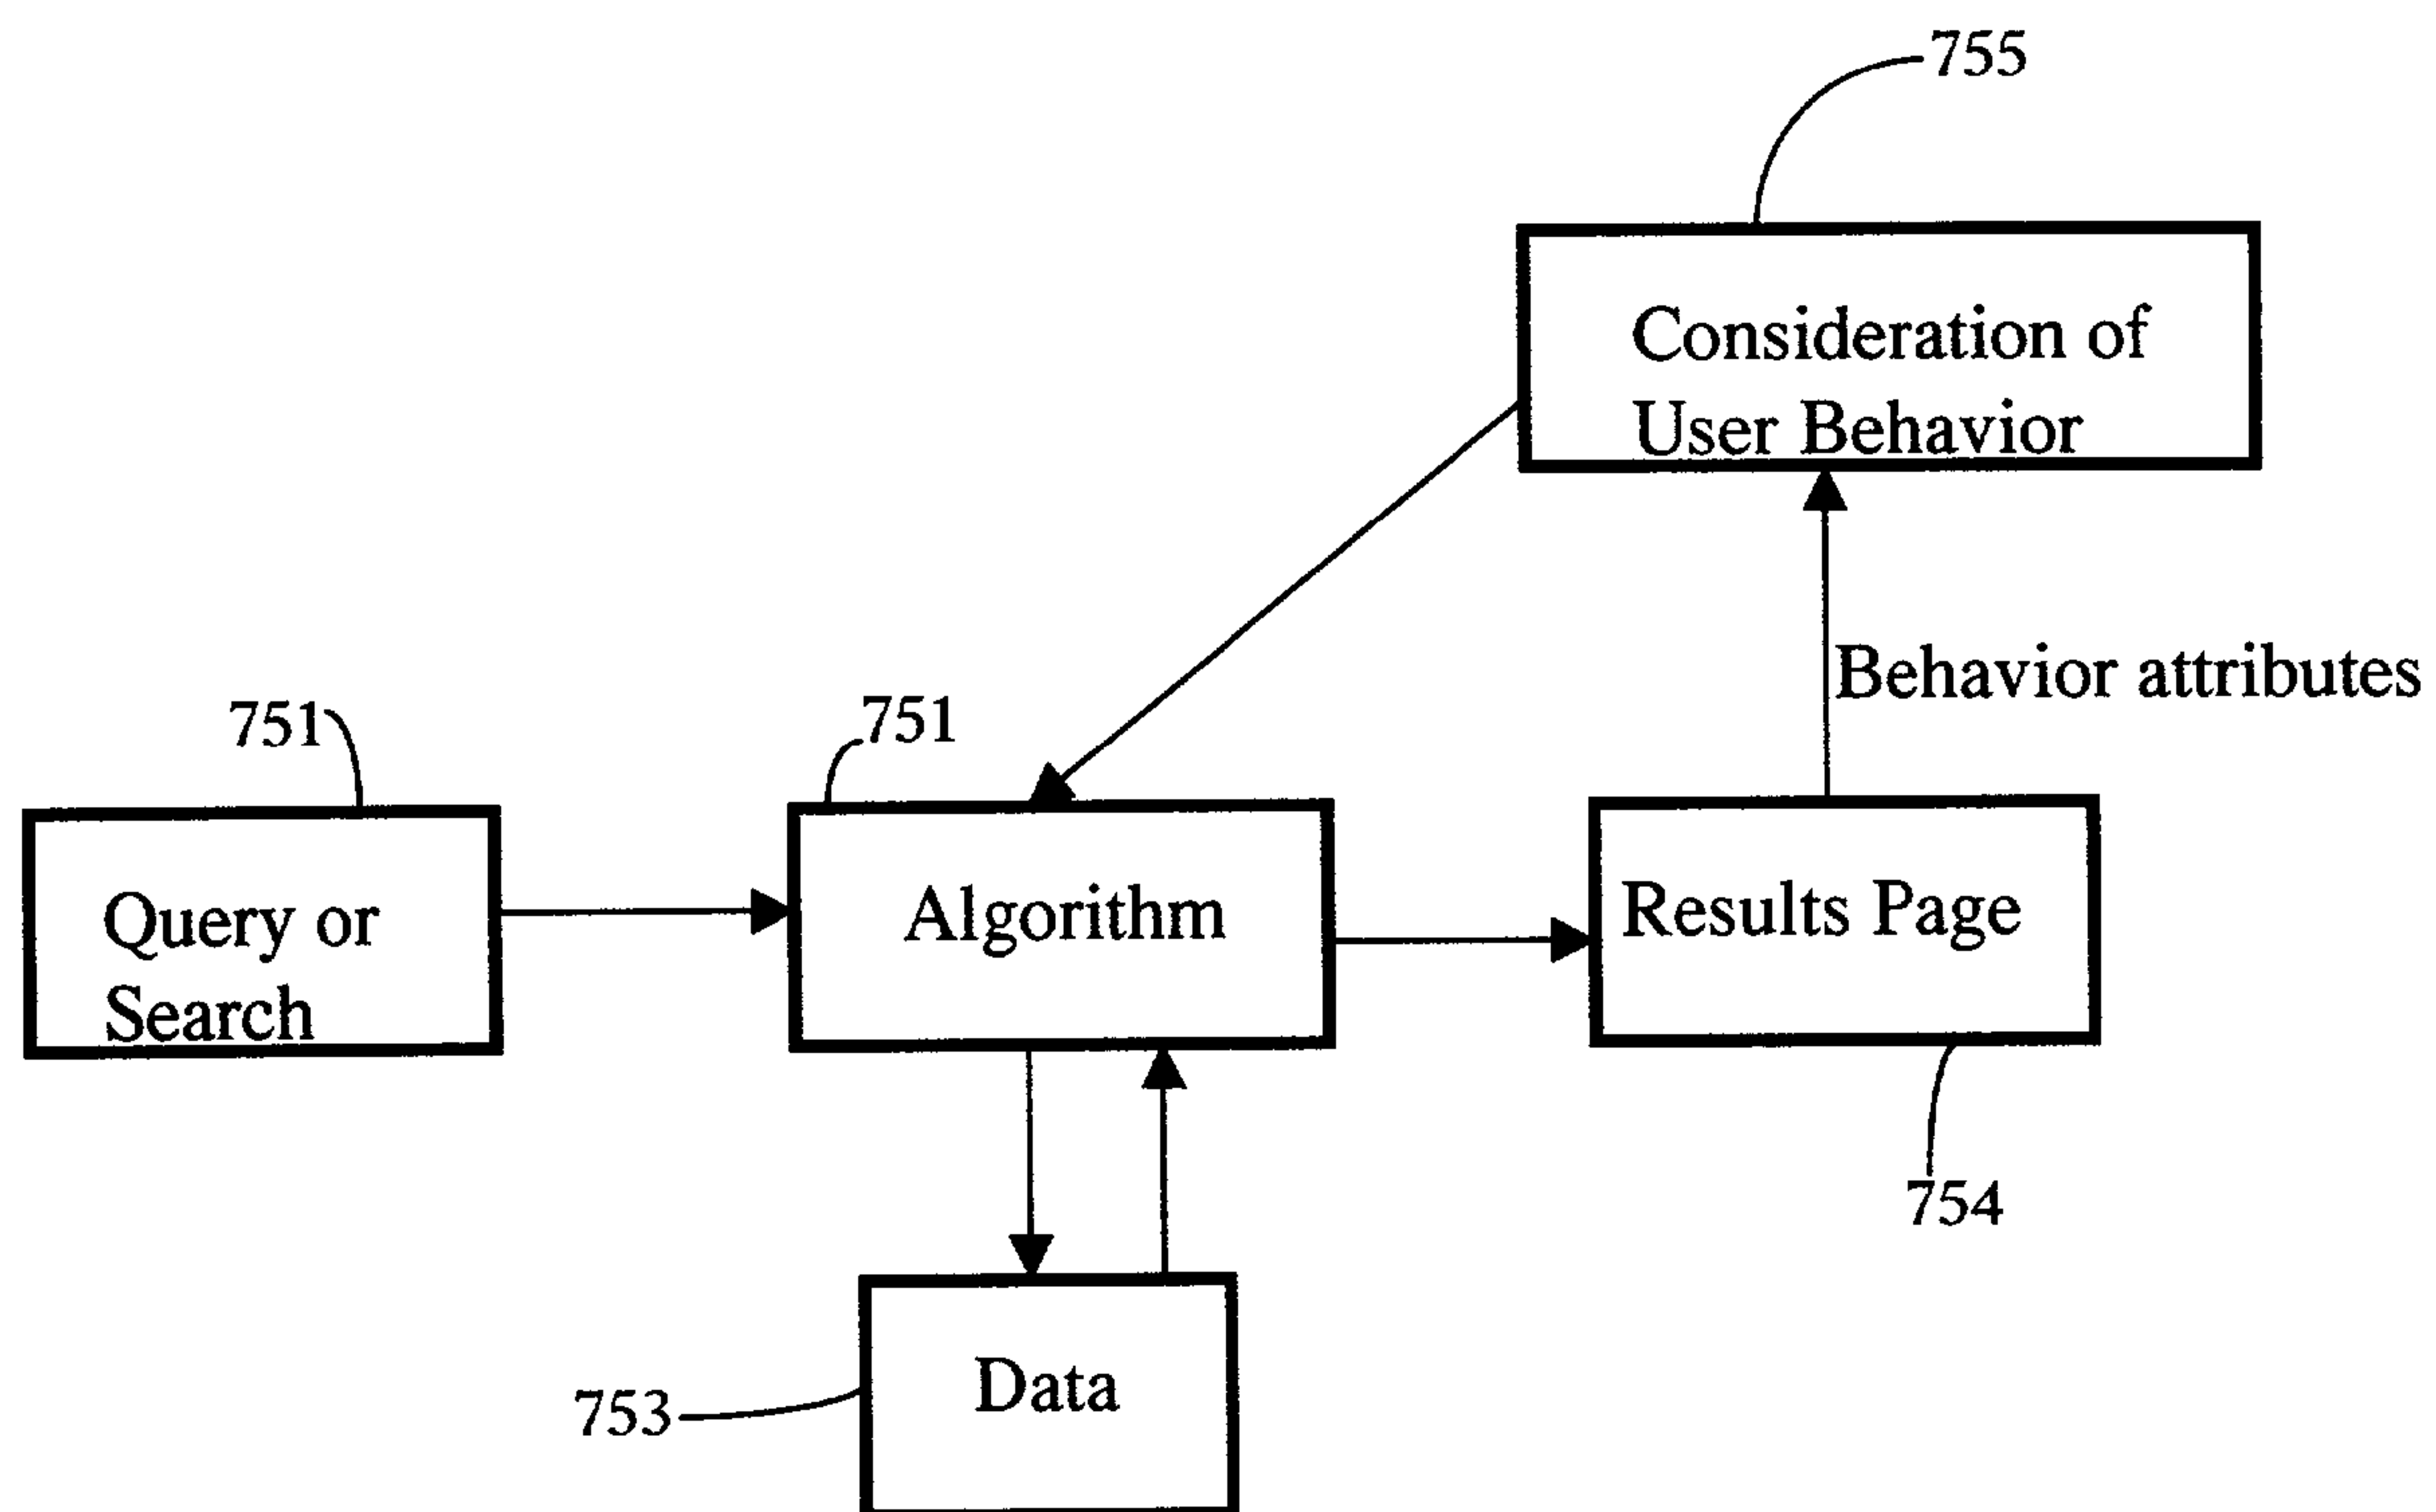 755
Consideration of
User Behavior
Behavior attributes
751
751
Query or
Search
Algorithm
Results Page
754
Data
753